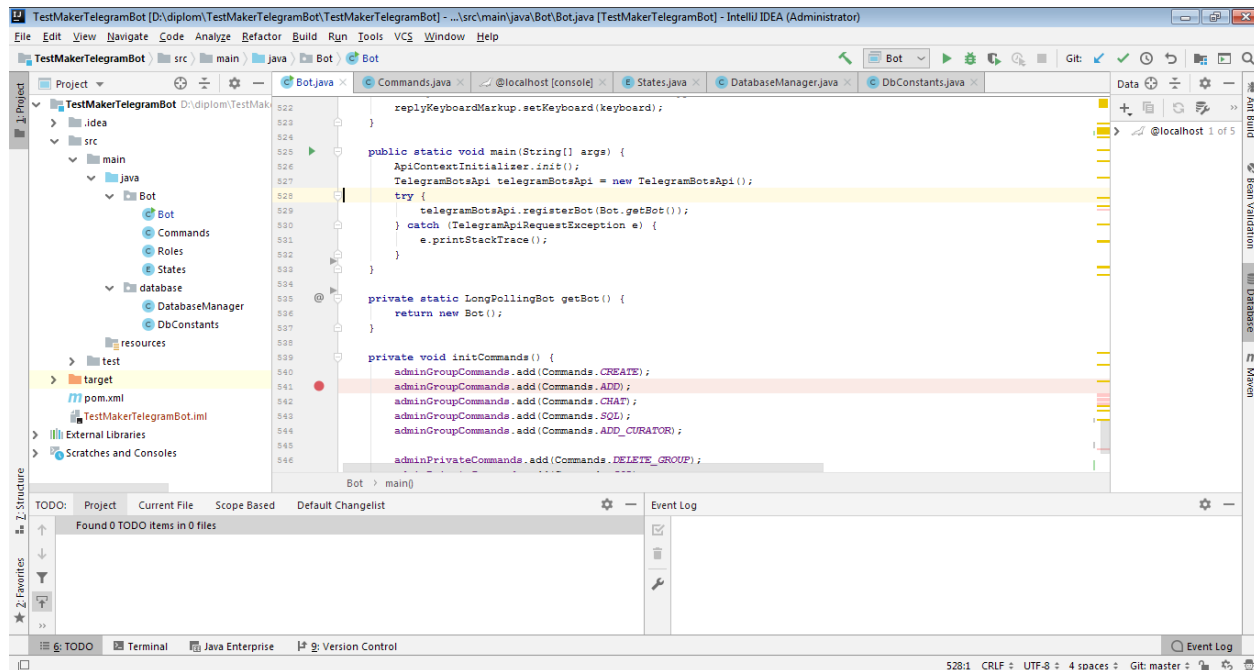 TestMakerTelegramBot [D:\diplom\TestMakerTelegramBot\TestMakerTelegramBot] - ...\src\main\java\Bot\Bot.java [TestMakerTelegramBot] - IntelliJ IDEA (Administrator)
File Edit View Navigate Code Analyze Refactor Build Run Tools VCS Window Help
TestMakerTelegramBot src main java Bot Bot
Bot Git:
1: Project
Project
Bot.java Commands.java @localhost [console] States.java DatabaseManager.java DbConstants.java
Data
TestMakerTelegramBot D:\diplom\TestMak
.idea
src
main
java
Bot
Bot
Commands
Roles
States
database
DatabaseManager
DbConstants
resources
test
target
pom.xml
TestMakerTelegramBot.iml
External Libraries
Scratches and Consoles
522 replyKeyboardMarkup.setKeyboard(keyboard);
523 }
524
525 public static void main(String[] args) {
526 ApiContextInitializer.init();
527 TelegramBotsApi telegramBotsApi = new TelegramBotsApi();
528 try {
529 telegramBotsApi.registerBot(Bot.getBot());
530 } catch (TelegramApiRequestException e) {
531 e.printStackTrace();
532 }
533 }
534
535 @ private static LongPollingBot getBot() {
536 return new Bot();
537 }
538
539 private void initCommands() {
540 adminGroupCommands.add(Commands.CREATE);
541 adminGroupCommands.add(Commands.ADD);
542 adminGroupCommands.add(Commands.CHAT);
543 adminGroupCommands.add(Commands.SQL);
544 adminGroupCommands.add(Commands.ADD_CURATOR);
545
546 adminPrivateCommands.add(Commands.DELETE_GROUP);
Bot > main()
@localhost 1 of 5
Ant Build
Bean Validation
Database
Maven
7: Structure
2: Favorites
TODO: Project Current File Scope Based Default Changelist
Found 0 TODO items in 0 files
Event Log
6: TODO Terminal Java Enterprise 9: Version Control Event Log
528:1 CRLF UTF-8 4 spaces Git: master